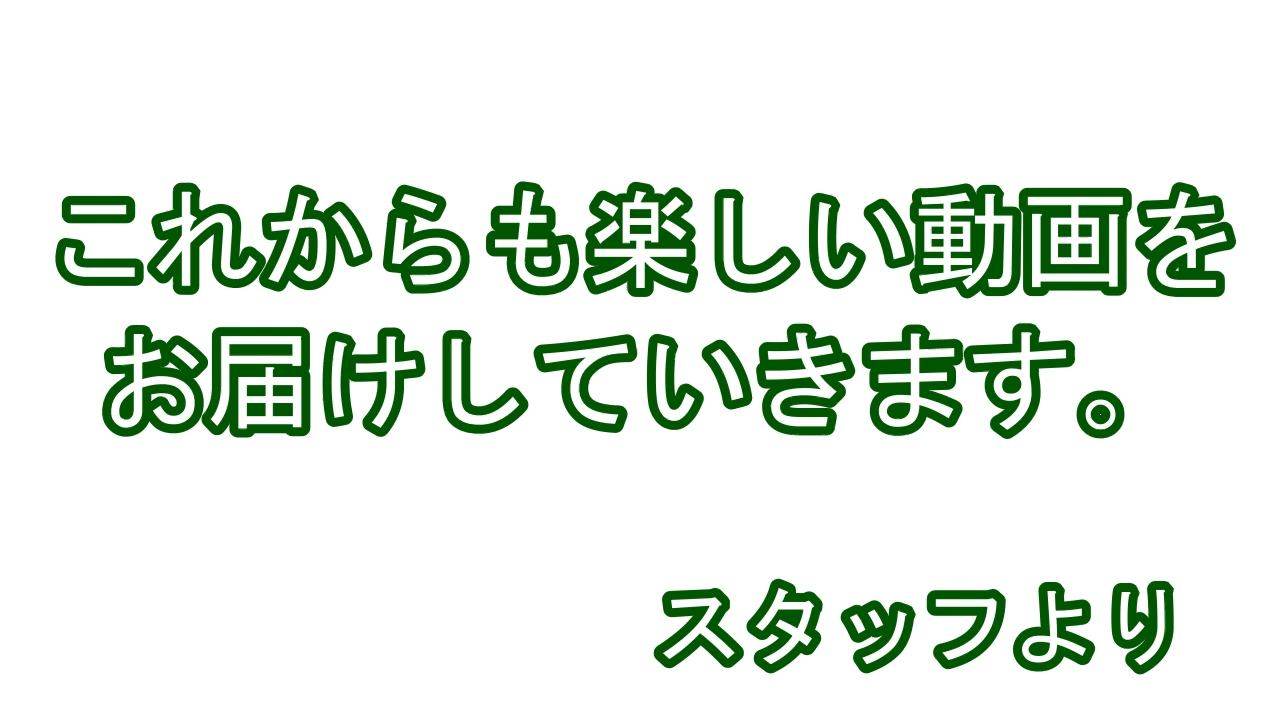 これからも楽しい動画を
お届けしていきます。
スタッフより